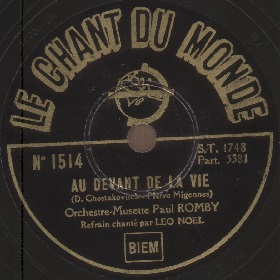 LE CHANT DU MONDE
N° 1514
S.T. 1748
Part. 3381
AU DEVANT DE LA VIE
(D. Chostakovitch - Pierre Migennes)
Orchestre-Musette Paul ROMBY
Refrain chanté par LEO NOEL
BIEM